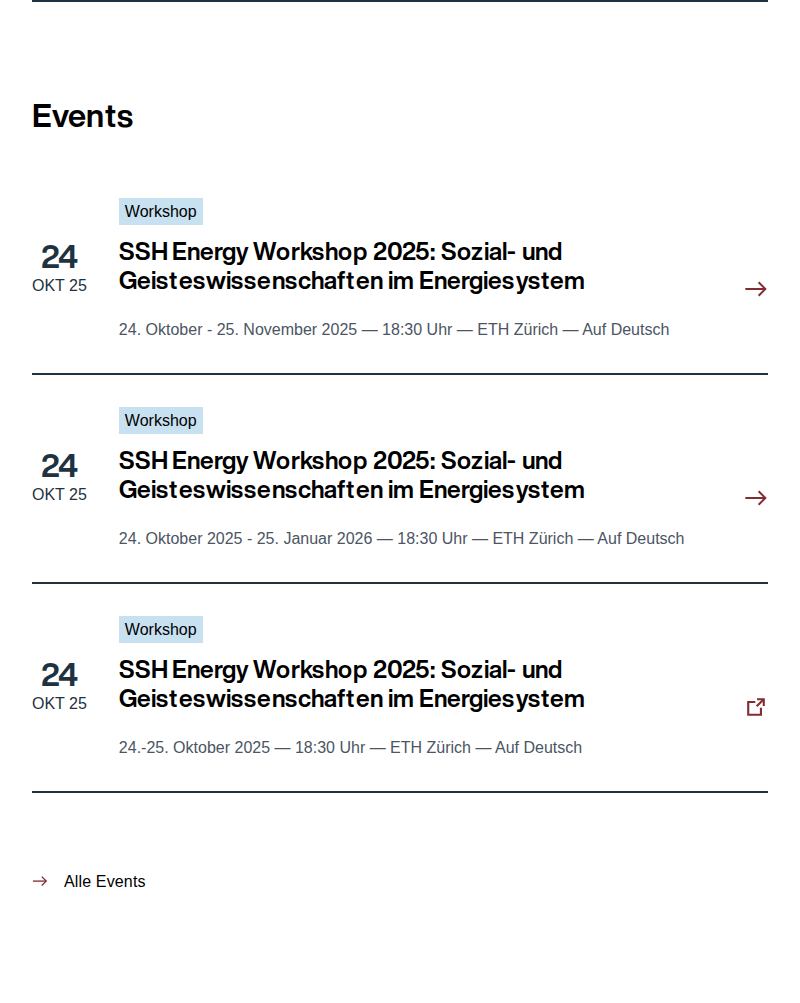 Events
Workshop
24
OKT 25
SSH Energy Workshop 2025: Sozial- und
Geisteswissenschaften im Energiesystem
24. Oktober - 25. November 2025 — 18:30 Uhr — ETH Zürich — Auf Deutsch
Workshop
24
OKT 25
SSH Energy Workshop 2025: Sozial- und
Geisteswissenschaften im Energiesystem
24. Oktober 2025 - 25. Januar 2026 — 18:30 Uhr — ETH Zürich — Auf Deutsch
Workshop
24
OKT 25
SSH Energy Workshop 2025: Sozial- und
Geisteswissenschaften im Energiesystem
24.-25. Oktober 2025 — 18:30 Uhr — ETH Zürich — Auf Deutsch
Alle Events